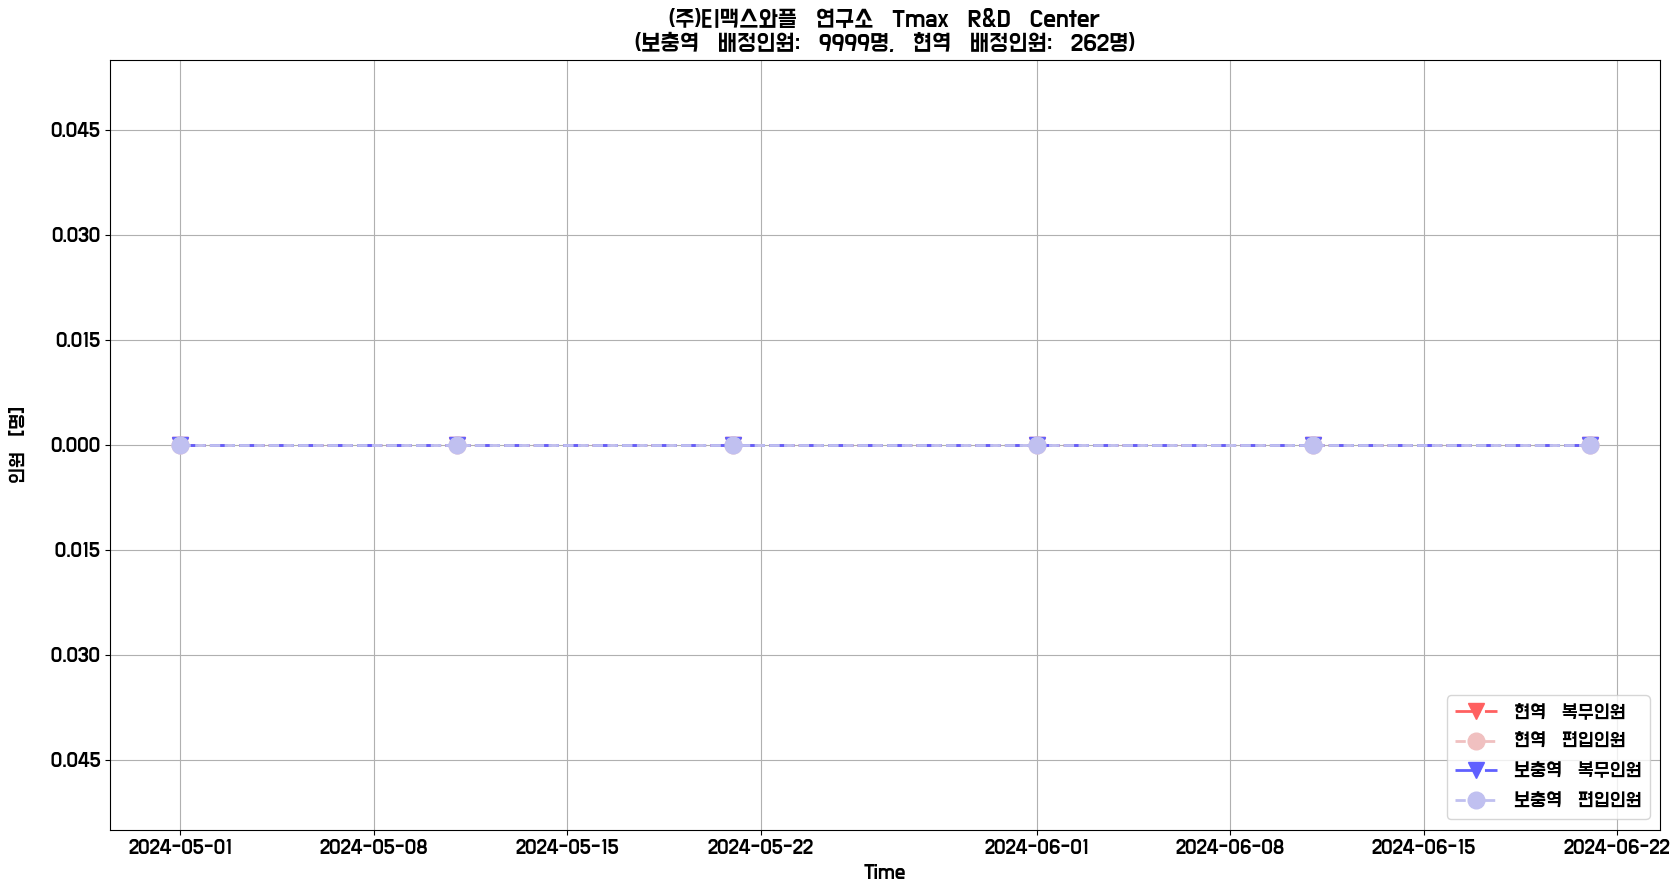 (주)티맥스와플 연구소 Tmax R&D Center
(보충역 배정인원: 9999명, 현역 배정인원: 262명)
0.045
0.030
0.015
0.000
0.015
0.030
0.045
인원 [명]
현역 복무인원
현역 편입인원
보충역 복무인원
보충역 편입인원
2024-05-01 2024-05-08 2024-05-15 2024-05-22 2024-06-01 2024-06-08 2024-06-15 2024-06-22
Time